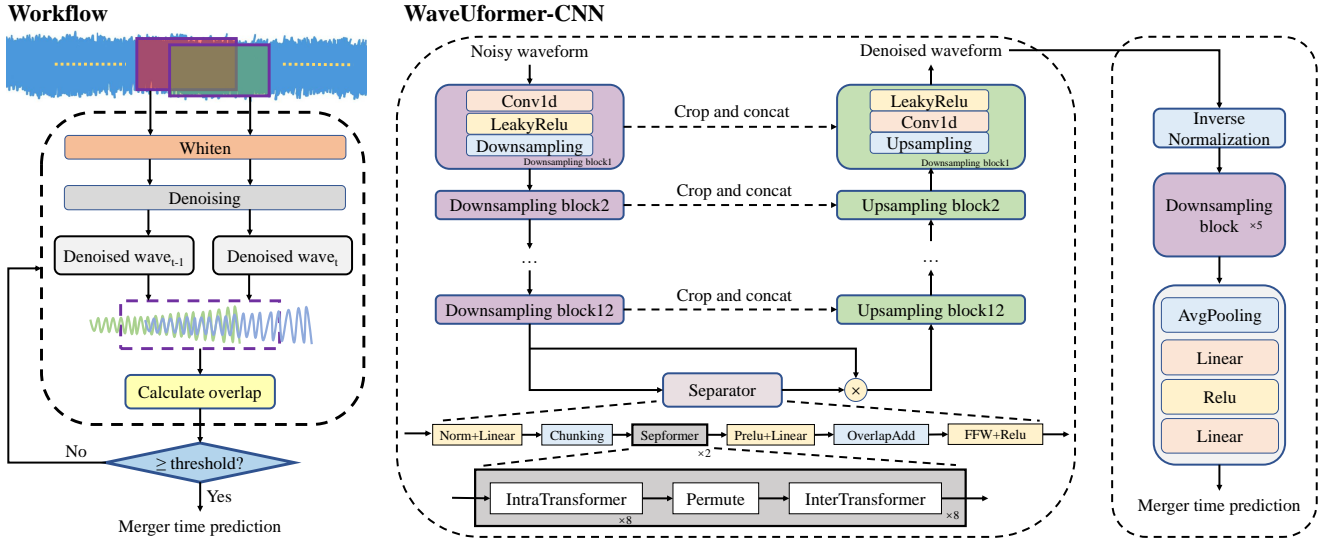 Workflow
Whiten
Denoising
Denoised wave t-1
Denoised wave t
Calculate overlap
No
≥ threshold?
Yes
Merger time prediction
WaveUformer-CNN
Noisy waveform
Denoised waveform
Conv1d
LeakyRelu
Downsampling
Downsampling block1
Crop and concat
LeakyRelu
Conv1d
Upsampling
Downsampling block1
Downsampling block2
Crop and concat
Upsampling block2
...
...
Downsampling block12
Crop and concat
Upsampling block12
Separator
×
Norm+Linear
Chunking
Sepformer
×2
Prelu+Linear
OverlapAdd
FFW+Relu
IntraTransformer
×8
Permute
InterTransformer
×8
Inverse
Normalization
Downsampling
block ×5
AvgPooling
Linear
Relu
Linear
Merger time prediction